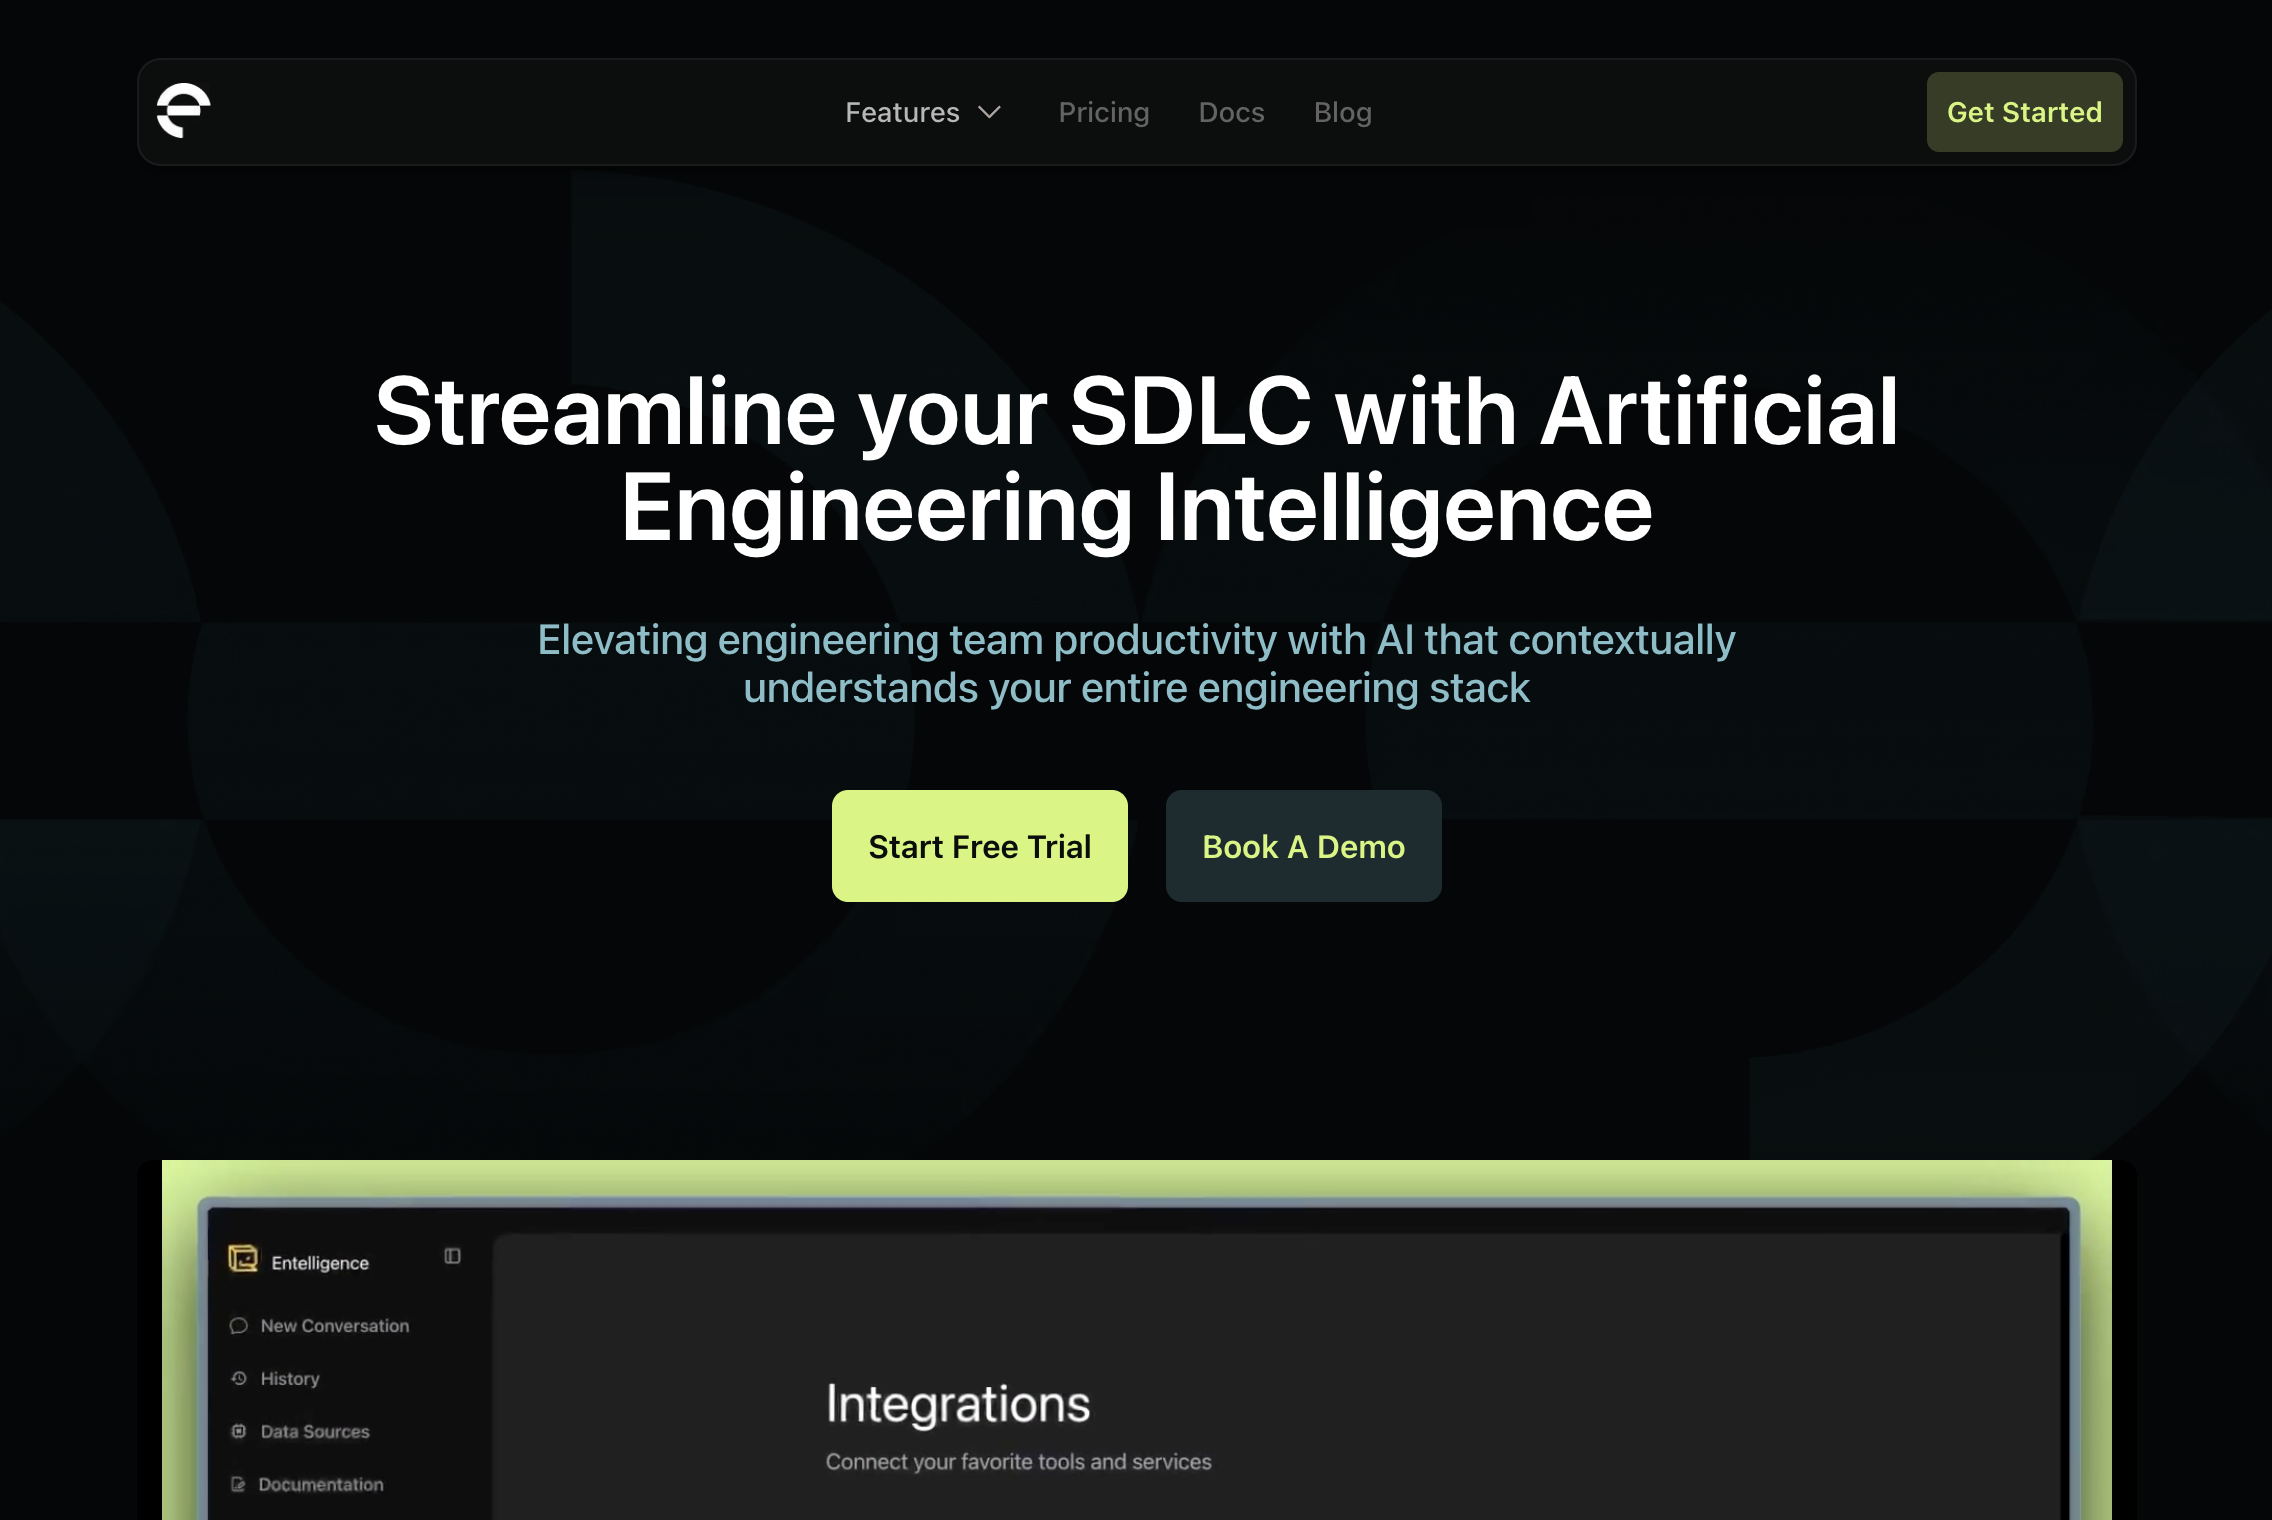 Features
Pricing
Docs
Blog
Get Started
Streamline your SDLC with Artificial
Engineering Intelligence
Elevating engineering team productivity with AI that contextually
understands your entire engineering stack
Start Free Trial
Book A Demo
Entelligence
New Conversation
History
Data Sources
Documentation
Integrations
Connect your favorite tools and services